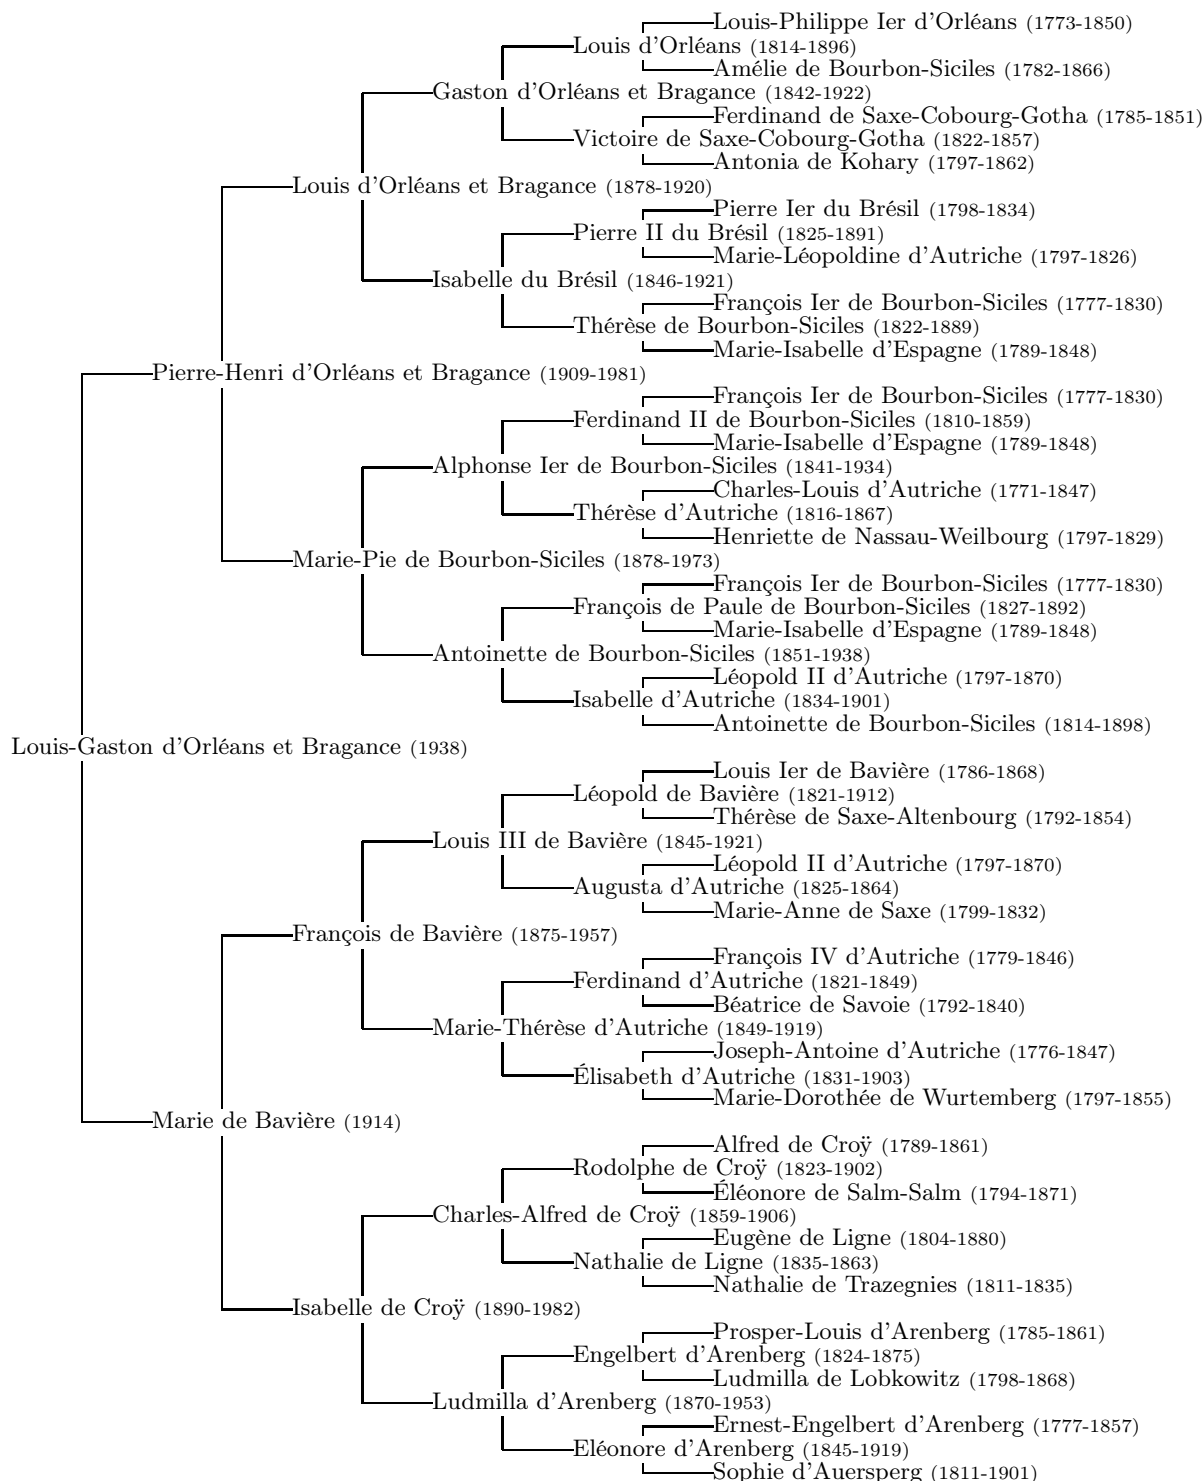 Louis-Philippe Ier d'Orléans (1773-1850)
Louis d'Orléans (1814-1896)
Amélie de Bourbon-Siciles (1782-1866)
Gaston d'Orléans et Bragance (1842-1922)
Ferdinand de Saxe-Cobourg-Gotha (1785-1851)
Victoire de Saxe-Cobourg-Gotha (1822-1857)
Antonia de Kohary (1797-1862)
Louis d'Orléans et Bragance (1878-1920)
Pierre Ier du Brésil (1798-1834)
Pierre II du Brésil (1825-1891)
Marie-Léopoldine d'Autriche (1797-1826)
Isabelle du Brésil (1846-1921)
François Ier de Bourbon-Siciles (1777-1830)
Thérèse de Bourbon-Siciles (1822-1889)
Marie-Isabelle d'Espagne (1789-1848)
Pierre-Henri d'Orléans et Bragance (1909-1981)
François Ier de Bourbon-Siciles (1777-1830)
Ferdinand II de Bourbon-Siciles (1810-1859)
Marie-Isabelle d'Espagne (1789-1848)
Alphonse Ier de Bourbon-Siciles (1841-1934)
Charles-Louis d'Autriche (1771-1847)
Thérèse d'Autriche (1816-1867)
Henriette de Nassau-Weilbourg (1797-1829)
Marie-Pie de Bourbon-Siciles (1878-1973)
François Ier de Bourbon-Siciles (1777-1830)
François de Paule de Bourbon-Siciles (1827-1892)
Marie-Isabelle d'Espagne (1789-1848)
Antoinette de Bourbon-Siciles (1851-1938)
Léopold II d'Autriche (1797-1870)
Isabelle d'Autriche (1834-1901)
Antoinette de Bourbon-Siciles (1814-1898)
Louis-Gaston d'Orléans et Bragance (1938)
Louis Ier de Bavière (1786-1868)
Léopold de Bavière (1821-1912)
Thérèse de Saxe-Altenbourg (1792-1854)
Louis III de Bavière (1845-1921)
Léopold II d'Autriche (1797-1870)
Augusta d'Autriche (1825-1864)
Marie-Anne de Saxe (1799-1832)
François de Bavière (1875-1957)
François IV d'Autriche (1779-1846)
Ferdinand d'Autriche (1821-1849)
Béatrice de Savoie (1792-1840)
Marie-Thérèse d'Autriche (1849-1919)
Joseph-Antoine d'Autriche (1776-1847)
Élisabeth d'Autriche (1831-1903)
Marie-Dorothée de Wurtemberg (1797-1855)
Marie de Bavière (1914)
Alfred de Croÿ (1789-1861)
Rodolphe de Croÿ (1823-1902)
Éléonore de Salm-Salm (1794-1871)
Charles-Alfred de Croÿ (1859-1906)
Eugène de Ligne (1804-1880)
Nathalie de Ligne (1835-1863)
Nathalie de Trazegnies (1811-1835)
Isabelle de Croÿ (1890-1982)
Prosper-Louis d'Arenberg (1785-1861)
Engelbert d'Arenberg (1824-1875)
Ludmilla de Lobkowitz (1798-1868)
Ludmilla d'Arenberg (1870-1953)
Ernest-Engelbert d'Arenberg (1777-1857)
Eléonore d'Arenberg (1845-1919)
Sophie d'Auersperg (1811-1901)